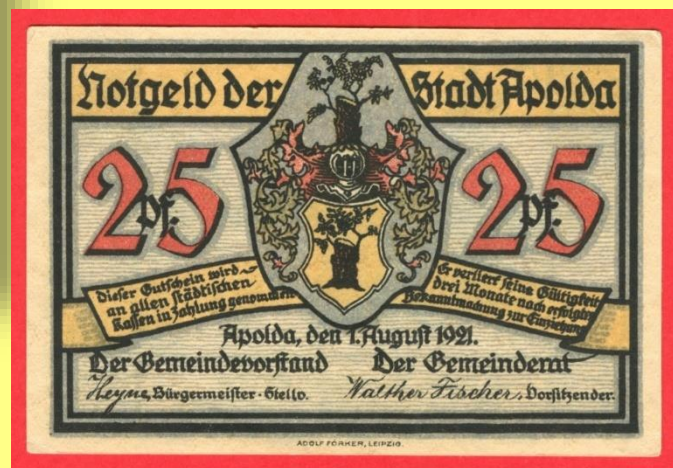 Notgeld der Stadt Apolda
25 pf.
25 pf.
Dieser Gutschein wird
an allen städtischen
Kassen in Zahlung genommen
Er verliert seine Gültigkeit
drei Monate nach erfolgter
Bekanntmachung zur Einziehung
Apolda, den 1. August 1921.
Der Gemeindevorstand Der Gemeinderat
Heyne, Bürgermeister-Stellv. Walther Fischer, Vorsitzender.
ADOLF FÖRKER, LEIPZIG.